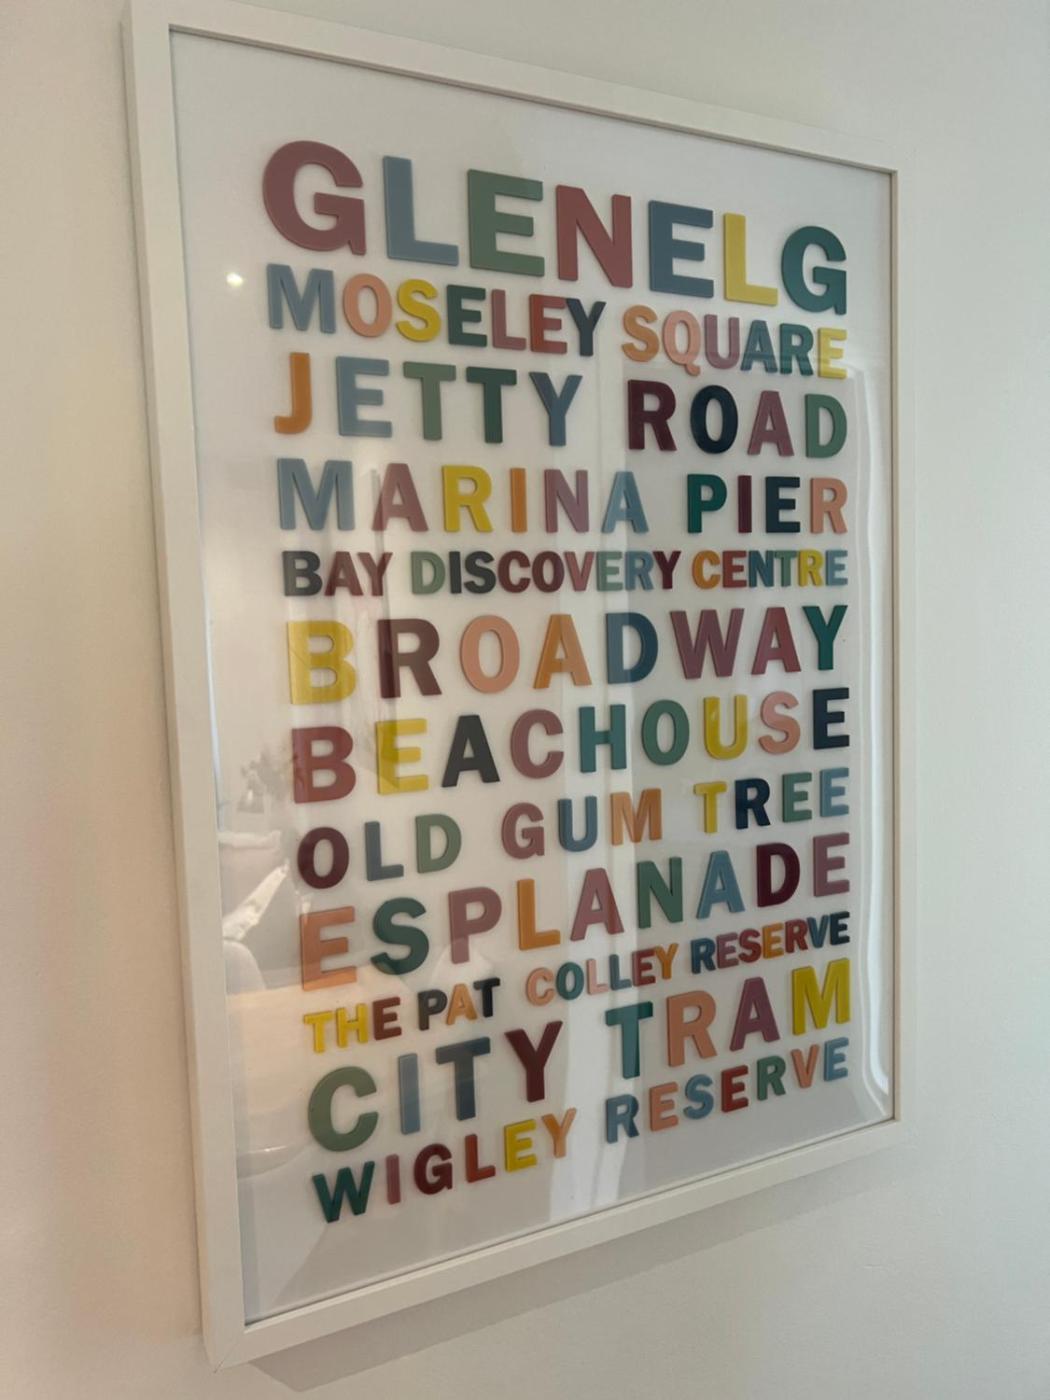 GLENELG
MOSELEY SQUARE
JETTY ROAD
MARINA PIER
BAY DISCOVERY CENTRE
BROADWAY
BEACHOUSE
OLD GUM TREE
ESPLANADE
THE PAT COLLEY RESERVE
CITY TRAM
WIGLEY RESERVE